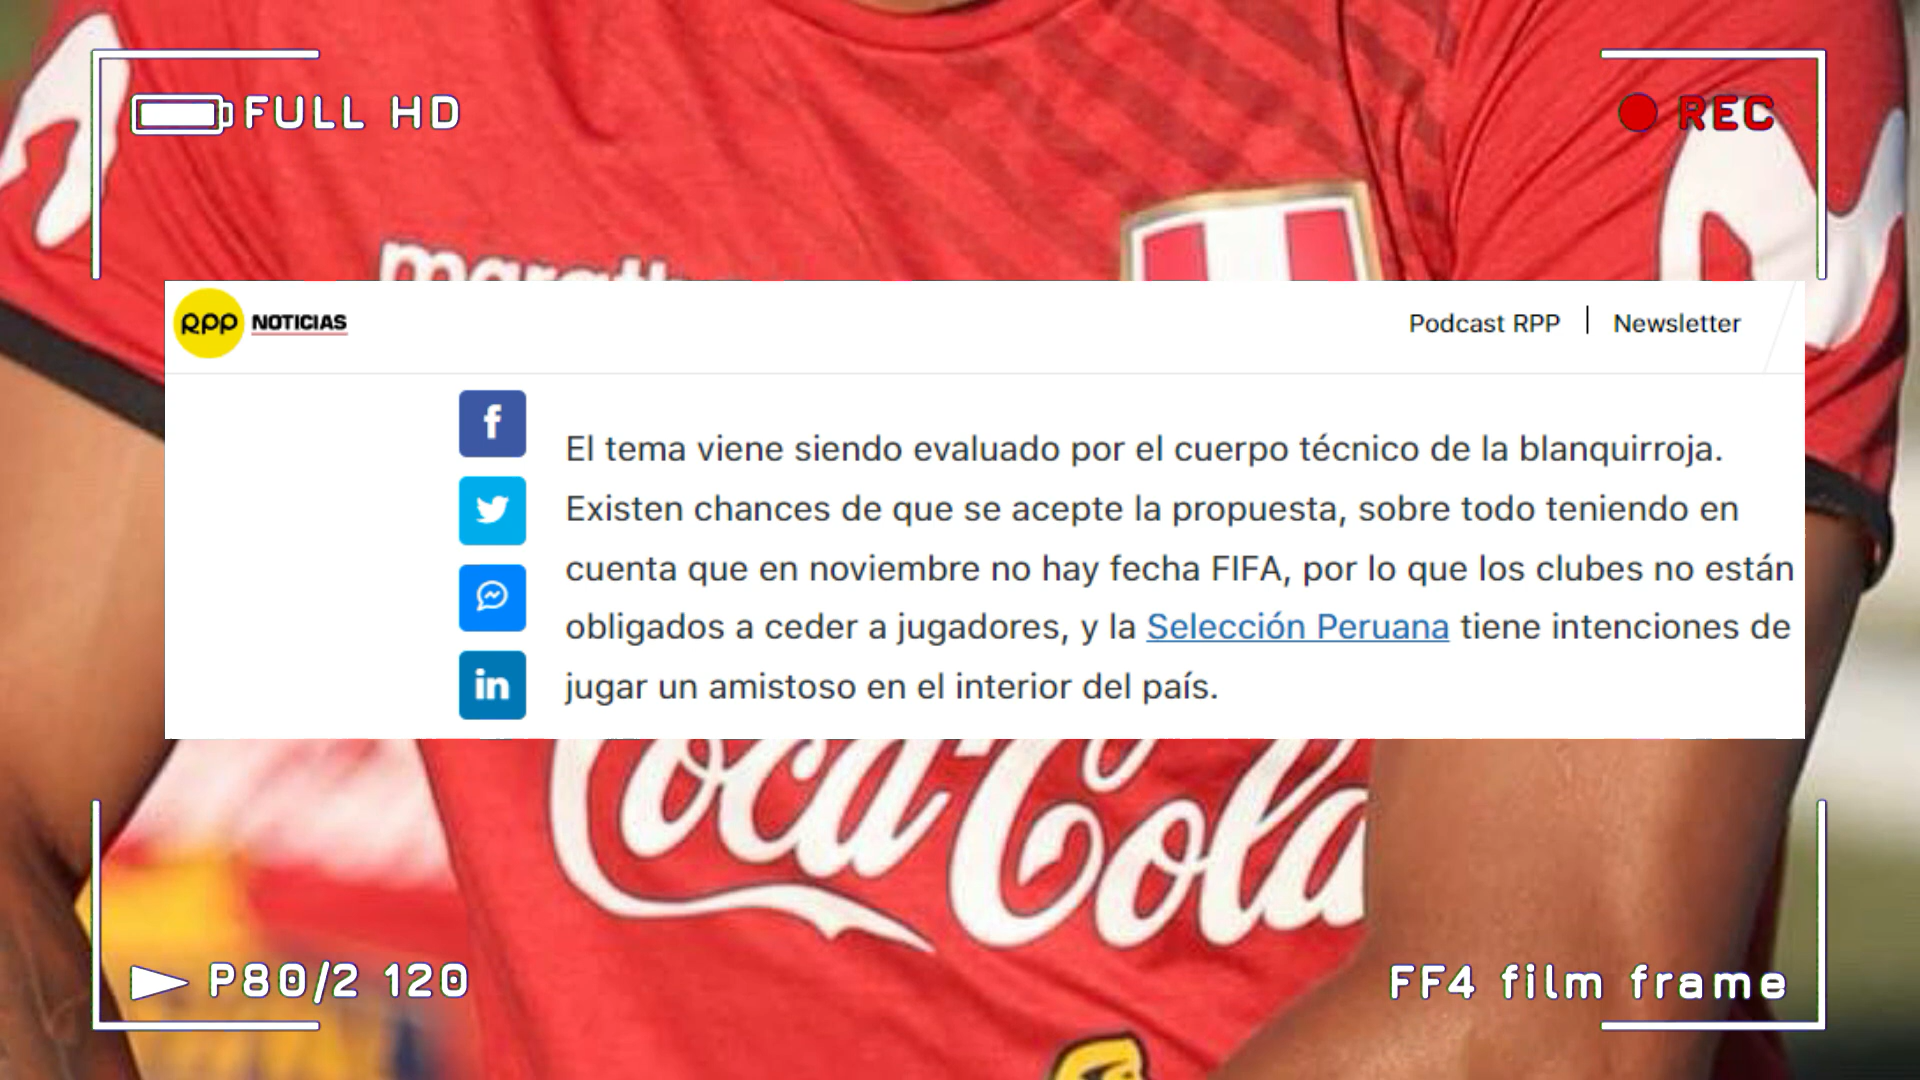 FULL HD
REC
RPP NOTICIAS
Podcast RPP | Newsletter
El tema viene siendo evaluado por el cuerpo técnico de la blanquirroja.
Existen chances de que se acepte la propuesta, sobre todo teniendo en
cuenta que en noviembre no hay fecha FIFA, por lo que los clubes no están
obligados a ceder a jugadores, y la Selección Peruana tiene intenciones de
jugar un amistoso en el interior del país.
Coca Cola
P80/2 120
FF4 film frame